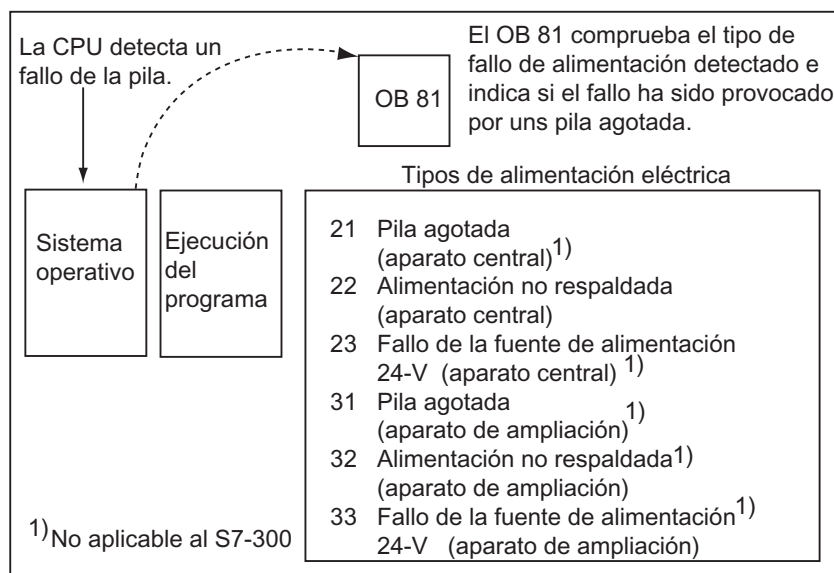 La CPU detecta un
fallo de la pila.
OB 81
El OB 81 comprueba el tipo de
fallo de alimentación detectado e
indica si el fallo ha sido provocado
por uns pila agotada.
Sistema
operativo
Ejecución
del
programa
Tipos de alimentación eléctrica
21 Pila agotada
(aparato central)1)
22 Alimentación no respaldada
(aparato central)
23 Fallo de la fuente de alimentación
24-V (aparato central) 1)
31 Pila agotada
(aparato de ampliación)1)
32 Alimentación no respaldada1)
(aparato de ampliación)
33 Fallo de la fuente de alimentación1)
24-V (aparato de ampliación)
1)No aplicable al S7-300